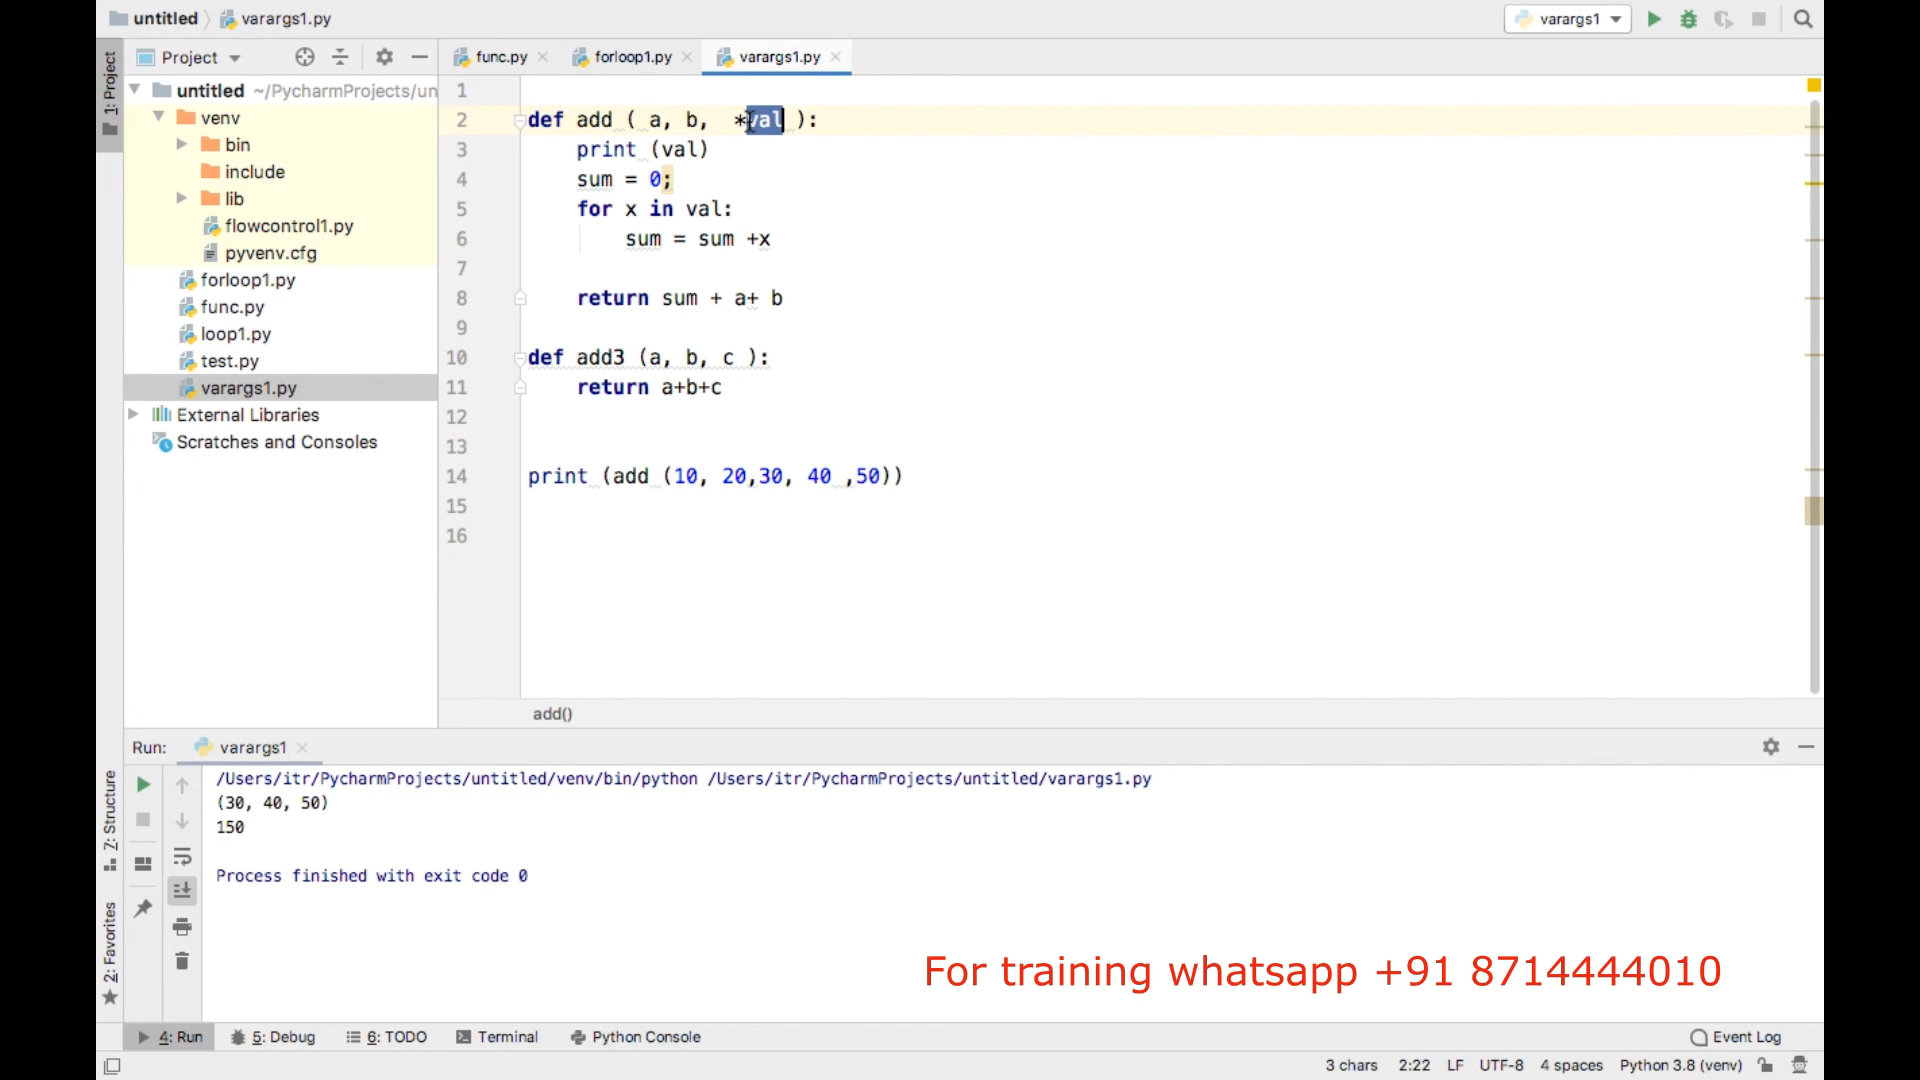 untitled varargs1.py
varargs1
1: Project
Project
func.py
forloop1.py
varargs1.py
untitled ~/PycharmProjects/un
venv
bin
include
lib
flowcontrol1.py
pyvenv.cfg
forloop1.py
func.py
loop1.py
test.py
varargs1.py
External Libraries
Scratches and Consoles
1
2 def add ( a, b,  *val ):
3     print (val)
4     sum = 0;
5     for x in val:
6         sum = sum +x
7
8     return sum + a+ b
9
10 def add3 (a, b, c ):
11     return a+b+c
12
13
14 print (add (10, 20,30, 40 ,50))
15
16
add()
Run: varargs1
/Users/itr/PycharmProjects/untitled/venv/bin/python /Users/itr/PycharmProjects/untitled/varargs1.py
(30, 40, 50)
150
Process finished with exit code 0
Z: Structure
2: Favorites
For training whatsapp +91 8714444010
4: Run
5: Debug
6: TODO
Terminal
Python Console
Event Log
3 chars 2:22 LF UTF-8 4 spaces Python 3.8 (venv)